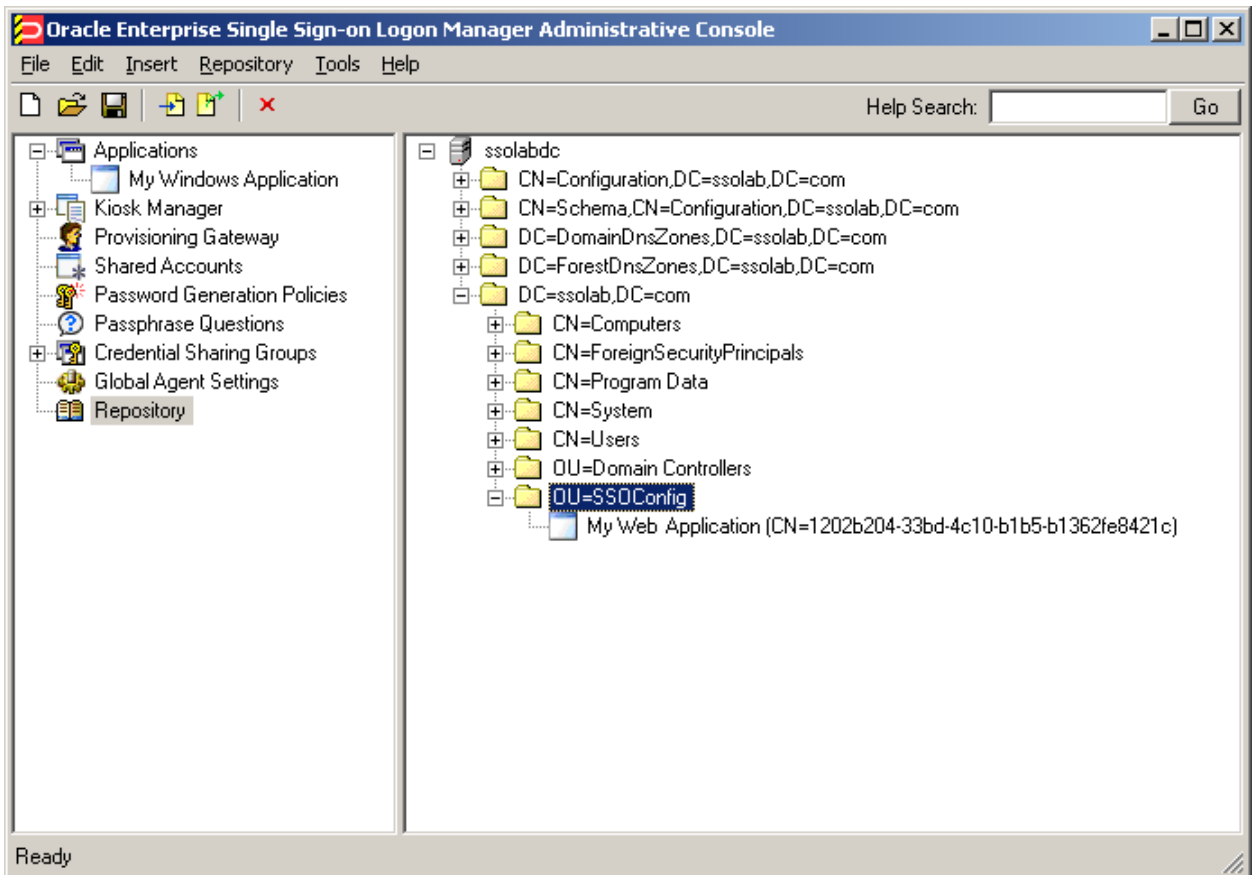 Oracle Enterprise Single Sign-on Logon Manager Administrative Console
File Edit Insert Repository Tools Help
Help Search: Go
Applications
My Windows Application
Kiosk Manager
Provisioning Gateway
Shared Accounts
Password Generation Policies
Passphrase Questions
Credential Sharing Groups
Global Agent Settings
Repository
ssolabdc
CN=Configuration,DC=ssolab,DC=com
CN=Schema,CN=Configuration,DC=ssolab,DC=com
DC=DomainDnsZones,DC=ssolab,DC=com
DC=ForestDnsZones,DC=ssolab,DC=com
DC=ssolab,DC=com
CN=Computers
CN=ForeignSecurityPrincipals
CN=Program Data
CN=System
CN=Users
OU=Domain Controllers
OU=SSOConfig
My Web Application (CN=1202b204-33bd-4c10-b1b5-b1362fe8421c)
Ready